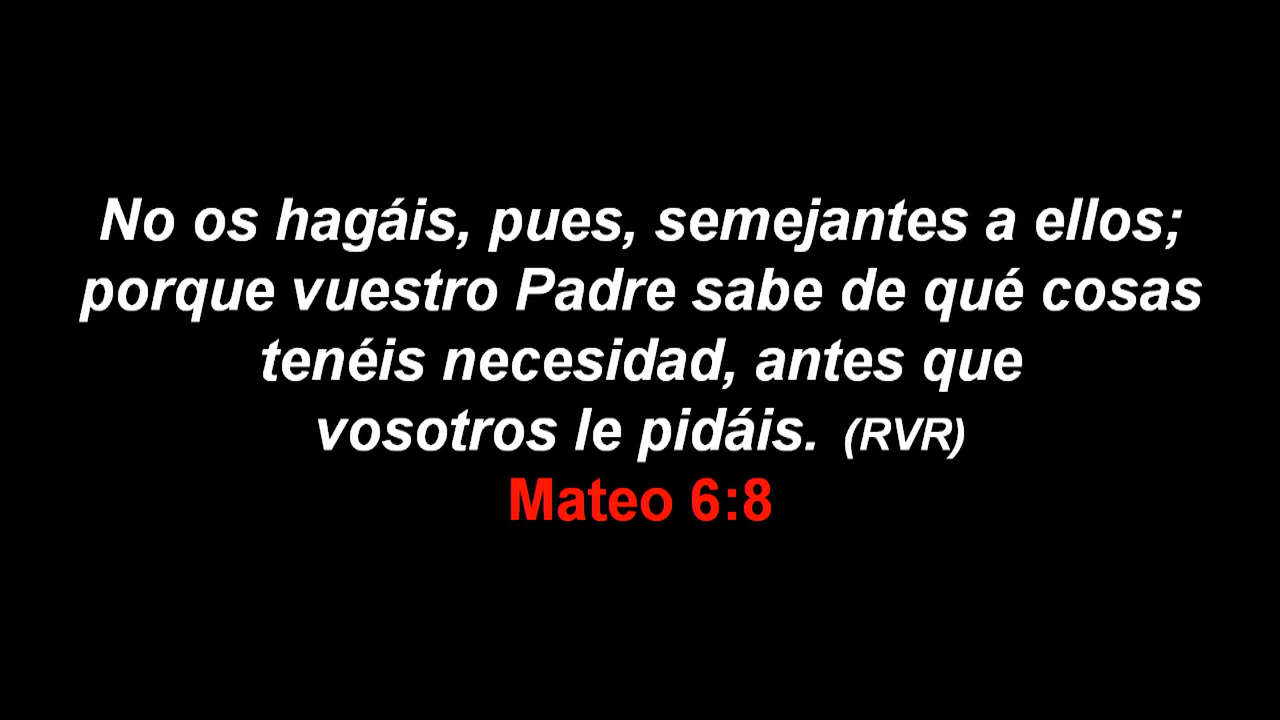 No os hagáis, pues, semejantes a ellos;
porque vuestro Padre sabe de qué cosas
tenéis necesidad, antes que
vosotros le pidáis. (RVR)
Mateo 6:8